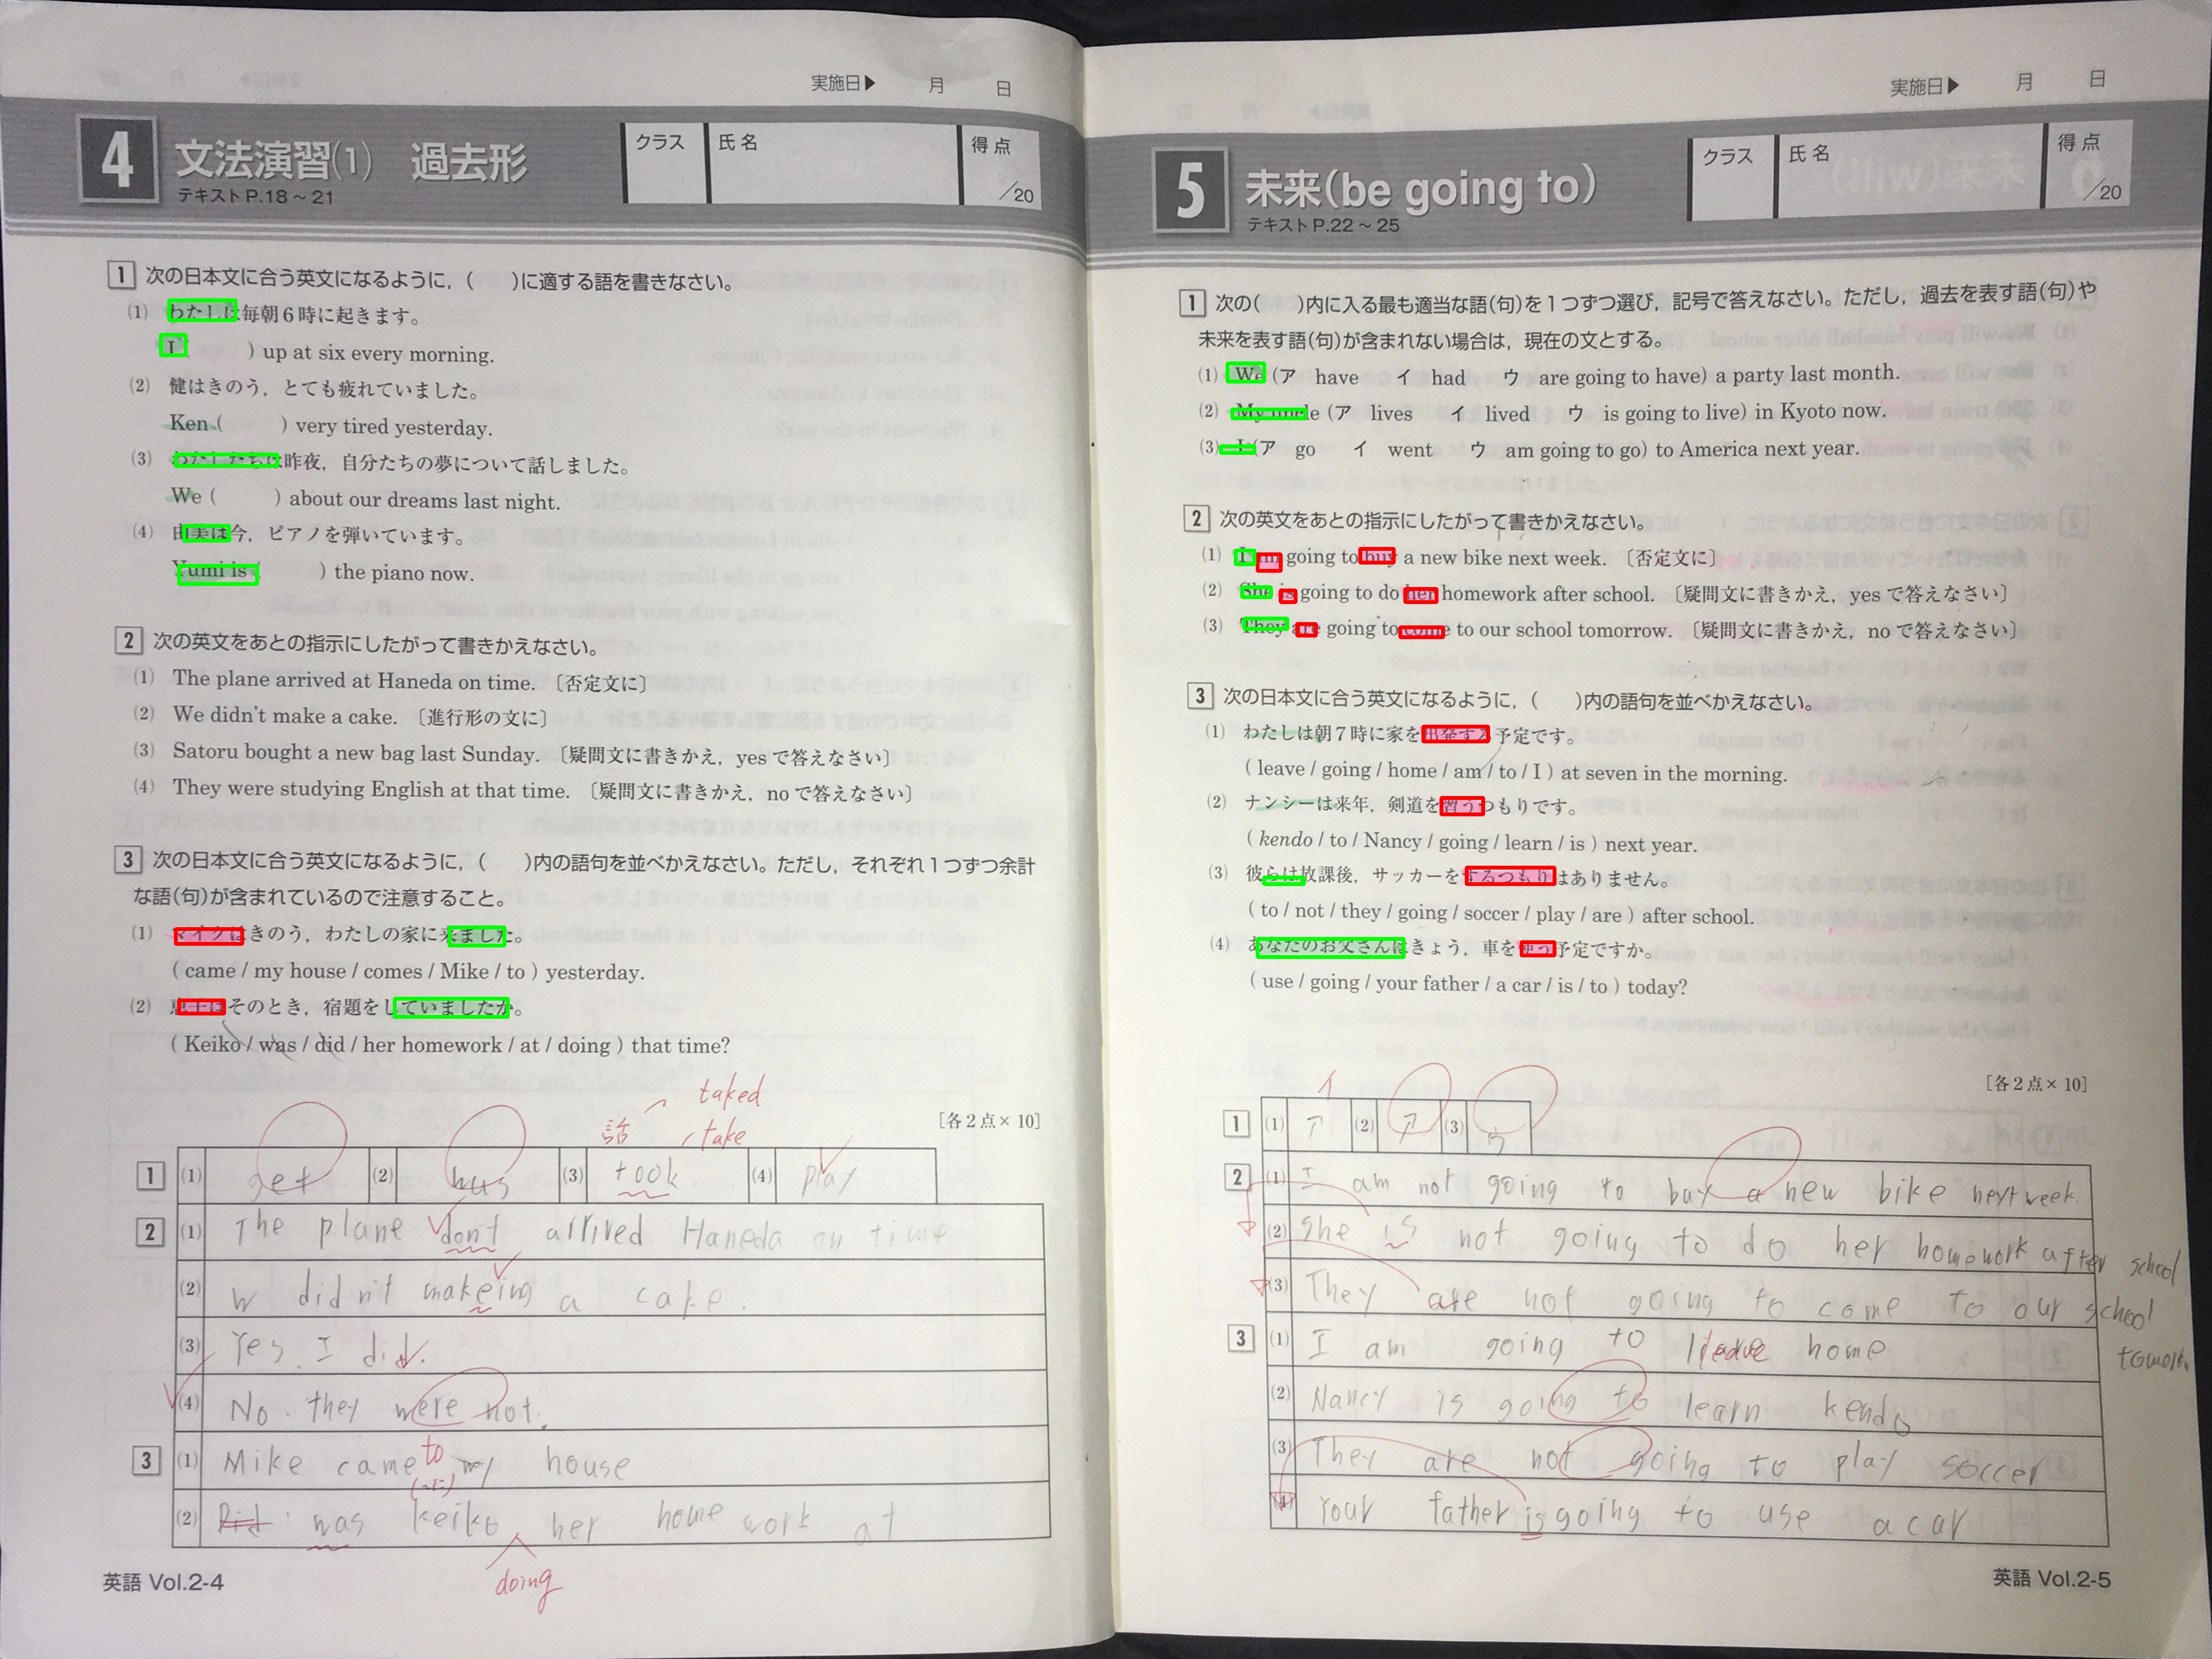 実施日▶ 月 日
4 文法演習(1) 過去形
テキストP.18～21
クラス 氏名 得点 /20
1 次の日本文に合う英文になるように，( )に適する語を書きなさい。
(1) わたしは毎朝6時に起きます。
I ) up at six every morning.
(2) 健はきのう，とても疲れていました。
Ken ( ) very tired yesterday.
(3) わたしたちは昨夜，自分たちの夢について話しました。
We ( ) about our dreams last night.
(4) 由美は今，ピアノを弾いています。
Yumi is ( ) the piano now.
2 次の英文をあとの指示にしたがって書きかえなさい。
(1) The plane arrived at Haneda on time. 〔否定文に〕
(2) We didn't make a cake. 〔進行形の文に〕
(3) Satoru bought a new bag last Sunday. 〔疑問文に書きかえ，yesで答えなさい〕
(4) They were studying English at that time. 〔疑問文に書きかえ，noで答えなさい〕
3 次の日本文に合う英文になるように，( )内の語句を並べかえなさい。ただし，それぞれ1つずつ余計
な語(句)が含まれているので注意すること。
(1) マイクはきのう，わたしの家に来ました。
( came / my house / comes / Mike / to ) yesterday.
(2) 恵子はそのとき，宿題をしていましたか。
( Keiko / was / did / her homework / at / doing ) that time?
taked
話 take
[各2点×10]
1 (1) get (2) was (3) took (4) play
2 (1) The plane don't arrived Haneda on time
(2) W didn't makeing a cake.
(3) Yes, I did.
(4) No. they were not.
3 (1) Mike came to my house
(2) Did was keiko her home work at
doing
英語 Vol.2-4
実施日▶ 月 日
5 未来(be going to)
テキストP.22～25
クラス 氏名 得点 /20
1 次の( )内に入る最も適当な語(句)を1つずつ選び，記号で答えなさい。ただし，過去を表す語(句)や
未来を表す語(句)が含まれない場合は，現在の文とする。
(1) We (ア have イ had ウ are going to have) a party last month.
(2) My uncle (ア lives イ lived ウ is going to live) in Kyoto now.
(3) I (ア go イ went ウ am going to go) to America next year.
2 次の英文をあとの指示にしたがって書きかえなさい。
(1) I am going to buy a new bike next week. 〔否定文に〕
(2) She is going to do her homework after school. 〔疑問文に書きかえ，yesで答えなさい〕
(3) They are going to come to our school tomorrow. 〔疑問文に書きかえ，noで答えなさい〕
3 次の日本文に合う英文になるように，( )内の語句を並べかえなさい。
(1) わたしは朝7時に家を出発する予定です。
( leave / going / home / am / to / I ) at seven in the morning.
(2) ナンシーは来年，剣道を習うつもりです。
( kendo / to / Nancy / going / learn / is ) next year.
(3) 彼らは放課後，サッカーをするつもりはありません。
( to / not / they / going / soccer / play / are ) after school.
(4) あなたのお父さんはきょう，車を使う予定ですか。
( use / going / your father / a car / is / to ) today?
[各2点×10]
イ
1 (1) ア (2) ア (3) ウ
2 (1) I am not going to buy a new bike next week.
(2) She is not going to do her homework after school
(3) They are not going to come to our school
3 (1) I am going to leave home
(2) Nancy is going to learn kendo
(3) They are not going to play soccer
(4) Your father is going to use a car
英語 Vol.2-5